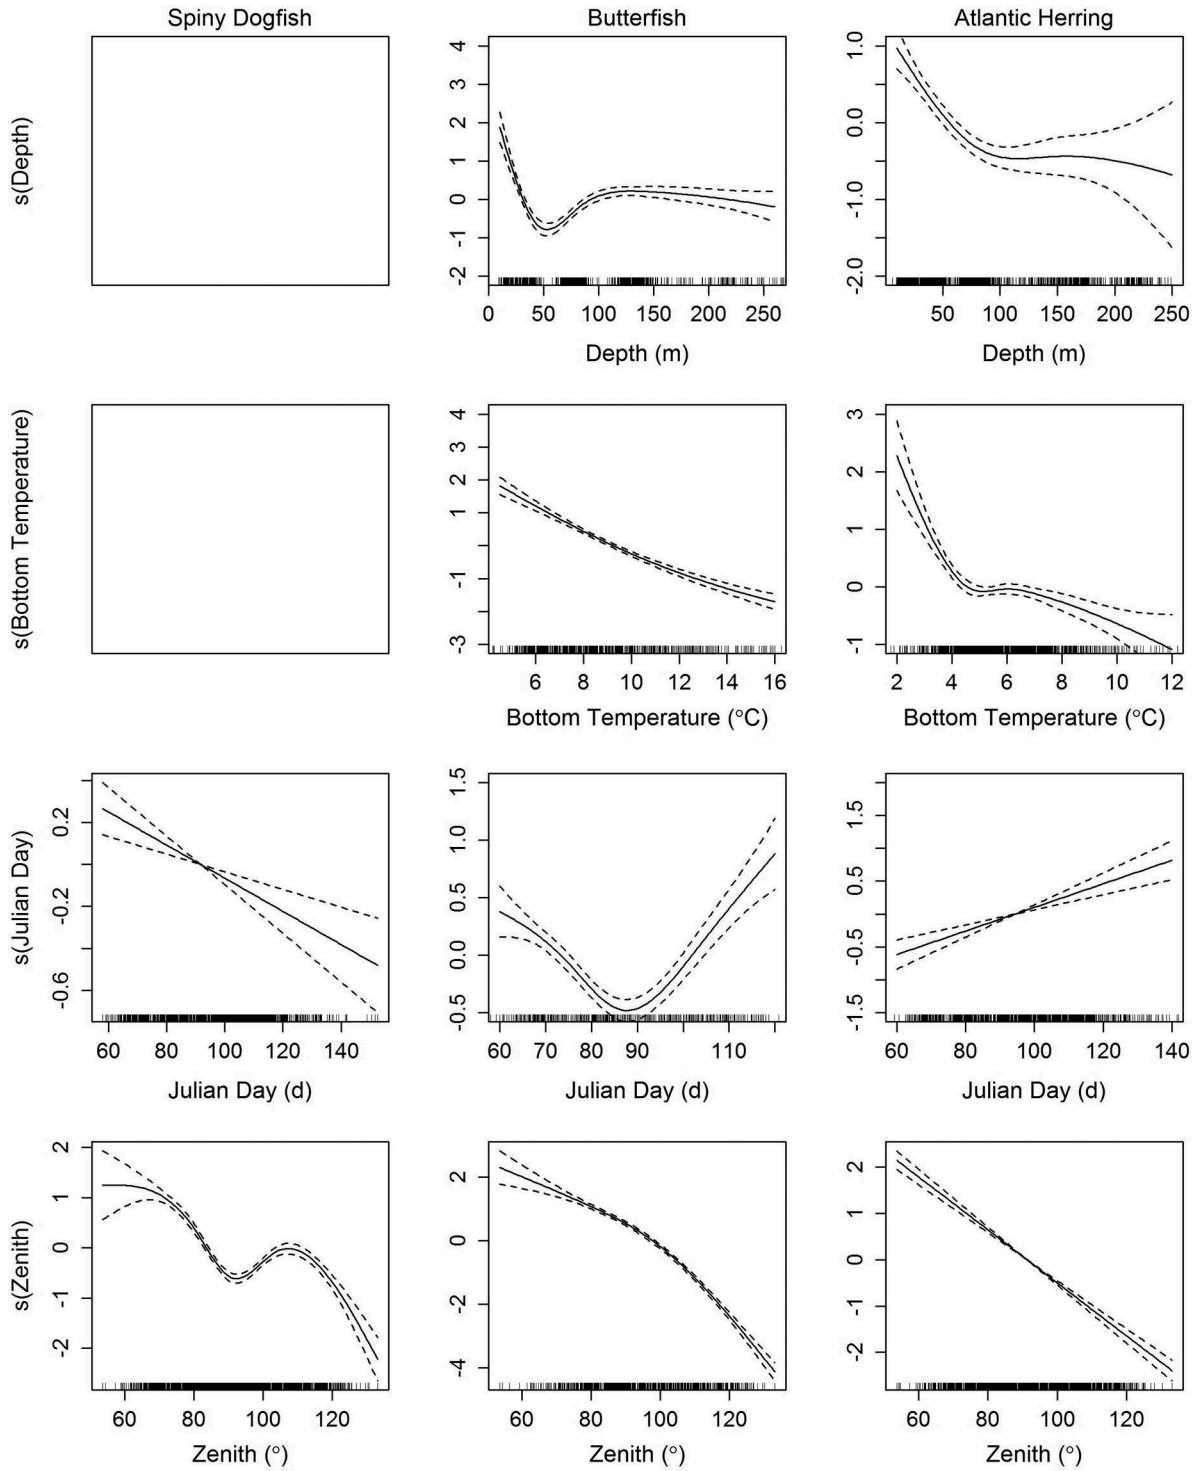 Spiny Dogfish Butterfish Atlantic Herring
s(Depth)
4
3
2
1
0
-1
-2
0 50 100 150 200 250
Depth (m)
1.0
0.0
-1.0
-2.0
50 100 150 200 250
Depth (m)
s(Bottom Temperature)
4
3
2
1
-1
-3
6 8 10 12 14 16
Bottom Temperature (°C)
3
2
1
0
-1
2 4 6 8 10 12
Bottom Temperature (°C)
s(Julian Day)
0.2
-0.2
-0.6
60 80 100 120 140
Julian Day (d)
1.5
1.0
0.5
0.0
-0.5
60 70 80 90 110
Julian Day (d)
1.5
0.5
-0.5
-1.5
60 80 100 120 140
Julian Day (d)
s(Zenith)
2
1
0
-1
-2
60 80 100 120
Zenith (°)
2
0
-2
-4
60 80 100 120
Zenith (°)
2
1
0
-1
-2
60 80 100 120
Zenith (°)